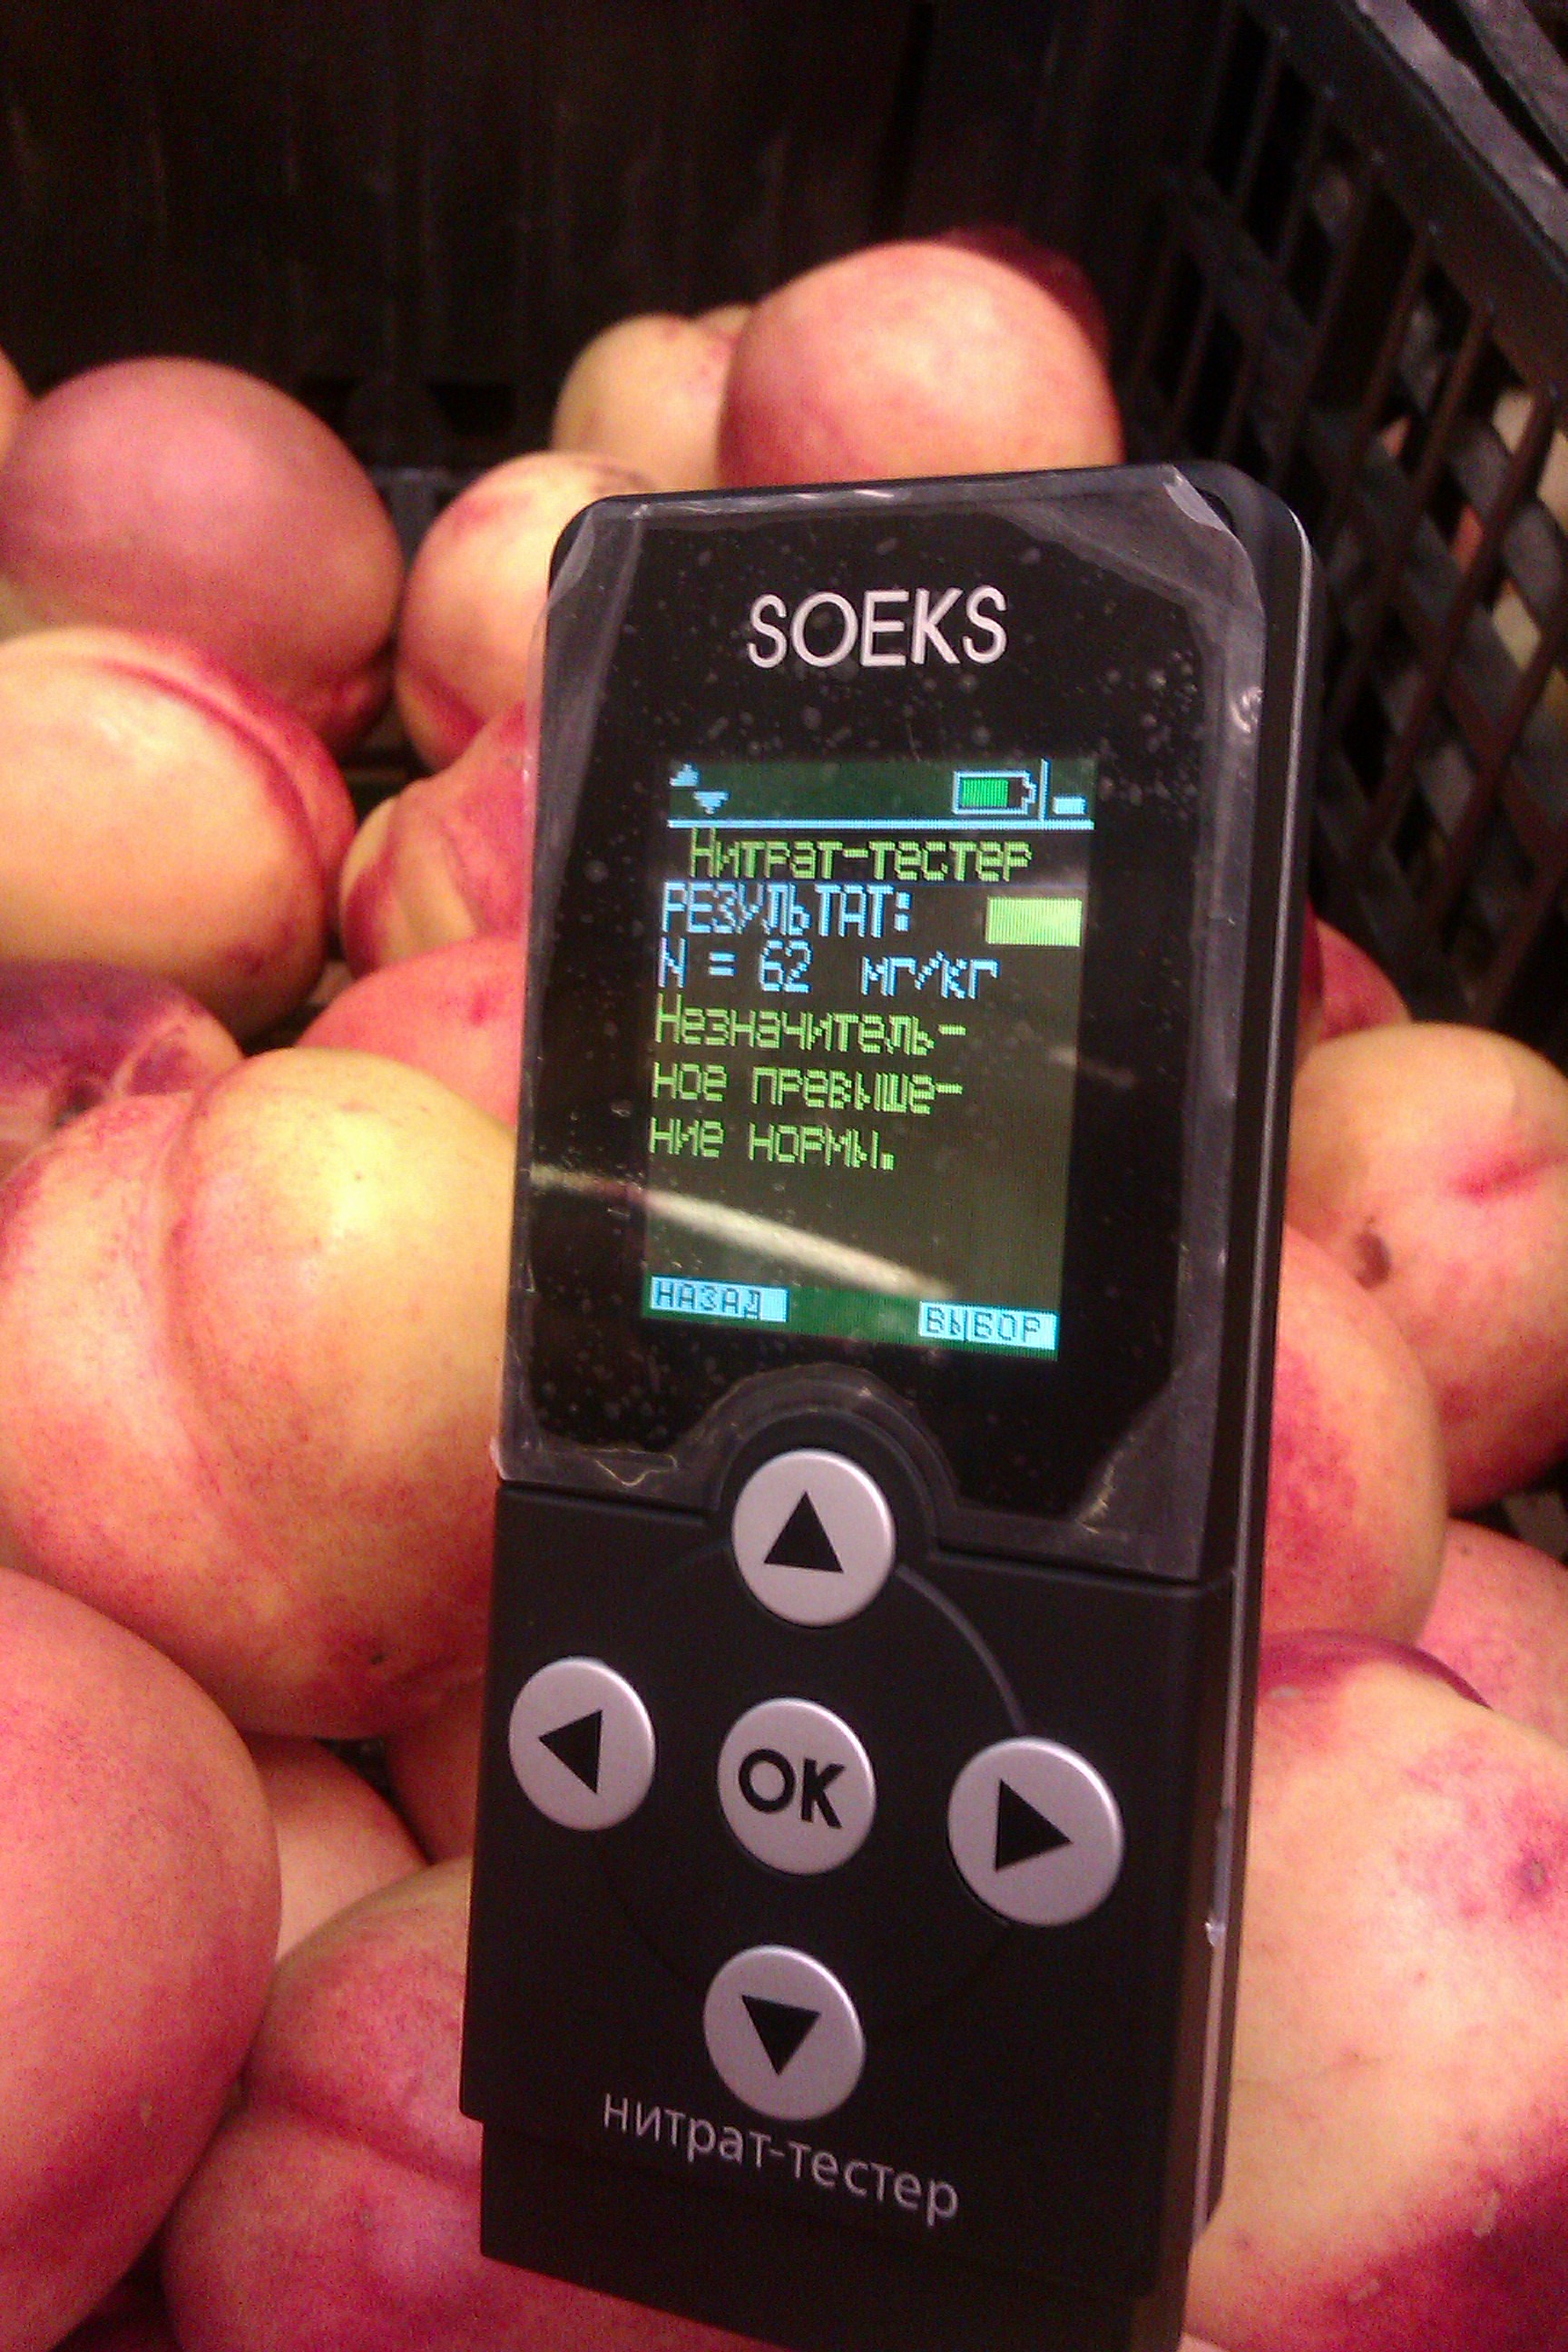 SOEKS
Нитрат-тестер
РЕЗУЛЬТАТ:
N = 62 мг/кг
Незначитель-
ное превыше-
ние нормы.
НАЗАД ВЫБОР
OK
нитрат-тестер